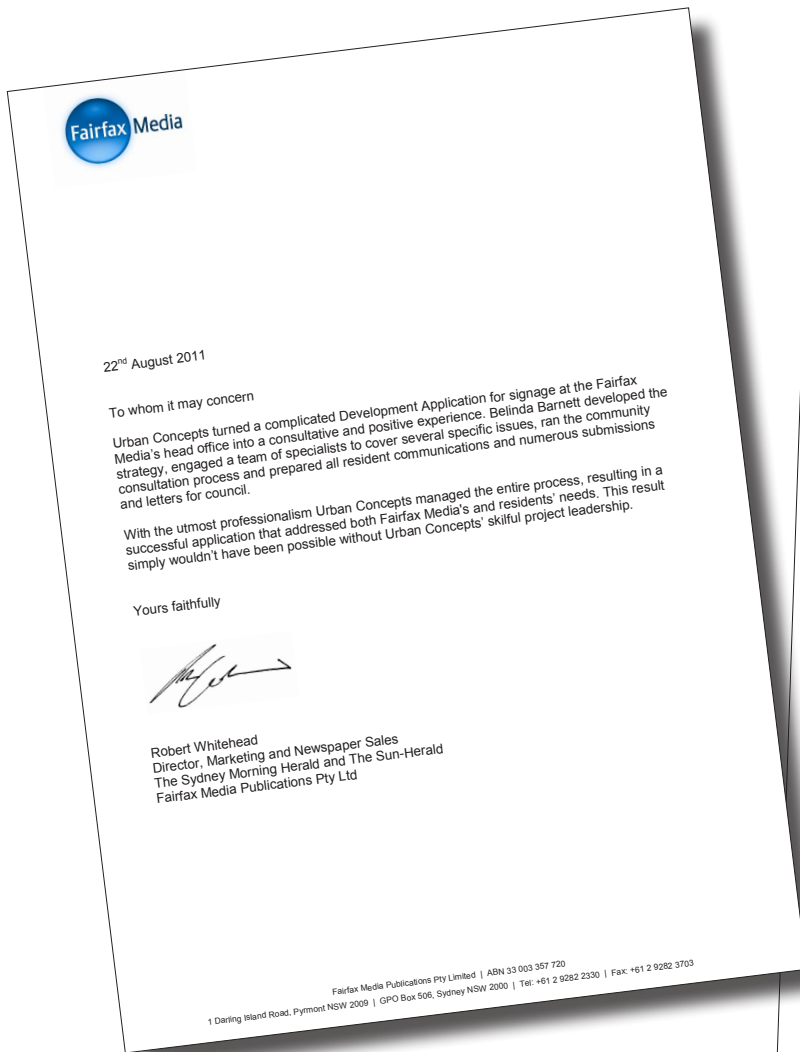 Fairfax Media
22nd August 2011
To whom it may concern
Urban Concepts turned a complicated Development Application for signage at the Fairfax
Media's head office into a consultative and positive experience. Belinda Barnett developed the
strategy, engaged a team of specialists to cover several specific issues, ran the community
consultation process and prepared all resident communications and numerous submissions
and letters for council.
With the utmost professionalism Urban Concepts managed the entire process, resulting in a
successful application that addressed both Fairfax Media's and residents' needs. This result
simply wouldn't have been possible without Urban Concepts' skilful project leadership.
Yours faithfully
Robert Whitehead
Director, Marketing and Newspaper Sales
The Sydney Morning Herald and The Sun-Herald
Fairfax Media Publications Pty Ltd
Fairfax Media Publications Pty Limited | ABN 33 003 357 720
1 Darling Island Road, Pyrmont NSW 2009 | GPO Box 506, Sydney NSW 2000 | Tel: +61 2 9282 2330 | Fax: +61 2 9282 3703